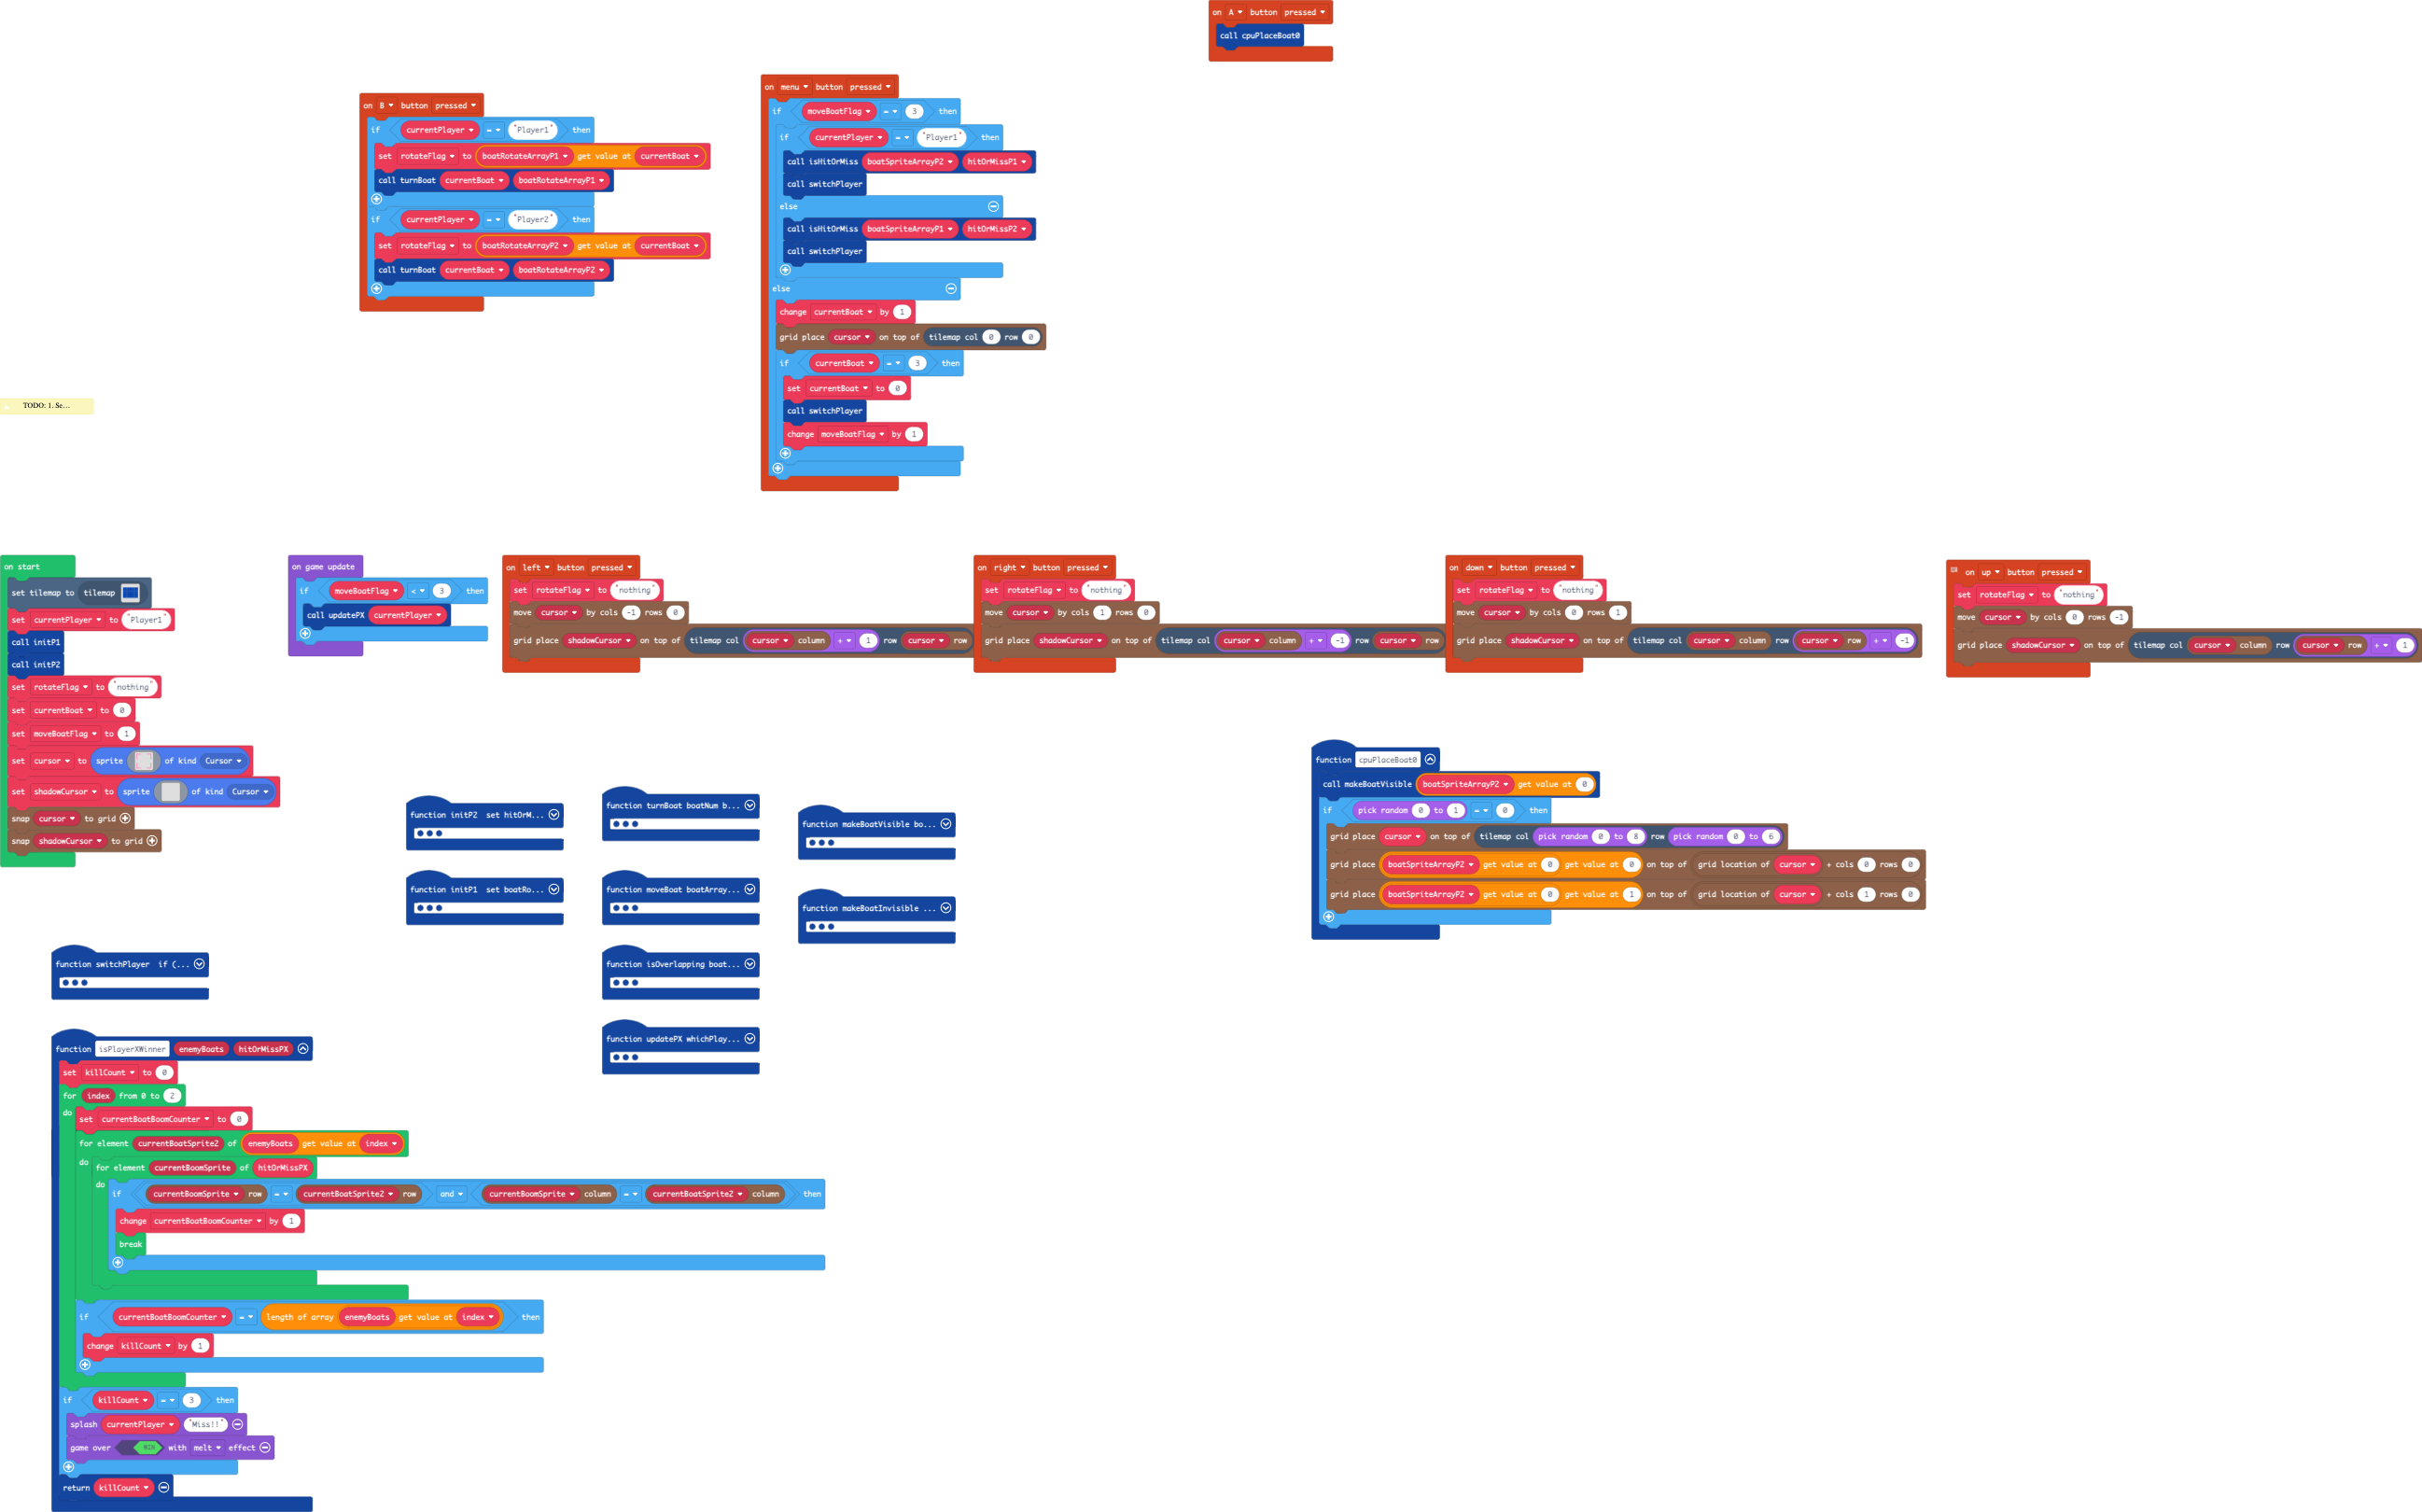 on A button pressed
call cpuPlaceBoat0
on B button pressed
if currentPlayer = "Player1" then
set rotateFlag to boatRotateArrayP1 get value at currentBoat
call turnBoat currentBoat boatRotateArrayP1
if currentPlayer = "Player2" then
set rotateFlag to boatRotateArrayP2 get value at currentBoat
call turnBoat currentBoat boatRotateArrayP2
on menu button pressed
if moveBoatFlag = 3 then
if currentPlayer = "Player1" then
call isHitOrMiss boatSpriteArrayP2 hitOrMissP1
call switchPlayer
else
call isHitOrMiss boatSpriteArrayP1 hitOrMissP2
call switchPlayer
else
change currentBoat by 1
grid place cursor on top of tilemap col 0 row 0
if currentBoat = 3 then
set currentBoat to 0
call switchPlayer
change moveBoatFlag by 1
TODO: 1. Se...
on start
set tilemap to tilemap
set currentPlayer to "Player1"
call initP1
call initP2
set rotateFlag to "nothing"
set currentBoat to 0
set moveBoatFlag to 1
set cursor to sprite of kind Cursor
set shadowCursor to sprite of kind Cursor
snap cursor to grid
snap shadowCursor to grid
on game update
if moveBoatFlag < 3 then
call updatePX currentPlayer
on left button pressed
set rotateFlag to "nothing"
move cursor by cols -1 rows 0
grid place shadowCursor on top of tilemap col cursor column + 1 row cursor row
on right button pressed
set rotateFlag to "nothing"
move cursor by cols 1 rows 0
grid place shadowCursor on top of tilemap col cursor column + -1 row cursor row
on down button pressed
set rotateFlag to "nothing"
move cursor by cols 0 rows 1
grid place shadowCursor on top of tilemap col cursor column row cursor row + -1
on up button pressed
set rotateFlag to "nothing"
move cursor by cols 0 rows -1
grid place shadowCursor on top of tilemap col cursor column row cursor row + 1
function initP2 set hitOrM...
function initP1 set boatRo...
function turnBoat boatNum b...
function moveBoat boatArray...
function isOverlapping boat...
function updatePX whichPlay...
function makeBoatVisible bo...
function makeBoatInvisible ...
function cpuPlaceBoat0
call makeBoatVisible boatSpriteArrayP2 get value at 0
if pick random 0 to 1 = 0 then
grid place cursor on top of tilemap col pick random 0 to 8 row pick random 0 to 6
grid place boatSpriteArrayP2 get value at 0 get value at 0 on top of grid location of cursor + cols 0 rows 0
grid place boatSpriteArrayP2 get value at 0 get value at 1 on top of grid location of cursor + cols 1 rows 0
function switchPlayer if (...
function isPlayerXWinner enemyBoats hitOrMissPX
set killCount to 0
for index from 0 to 2
do set currentBoatBoomCounter to 0
for element currentBoatSprite2 of enemyBoats get value at index
do for element currentBoomSprite of hitOrMissPX
do if currentBoomSprite row = currentBoatSprite2 row and currentBoomSprite column = currentBoatSprite2 column then
change currentBoatBoomCounter by 1
break
if currentBoatBoomCounter = length of array enemyBoats get value at index then
change killCount by 1
if killCount = 3 then
splash currentPlayer "Miss!!"
game over WIN with melt effect
return killCount